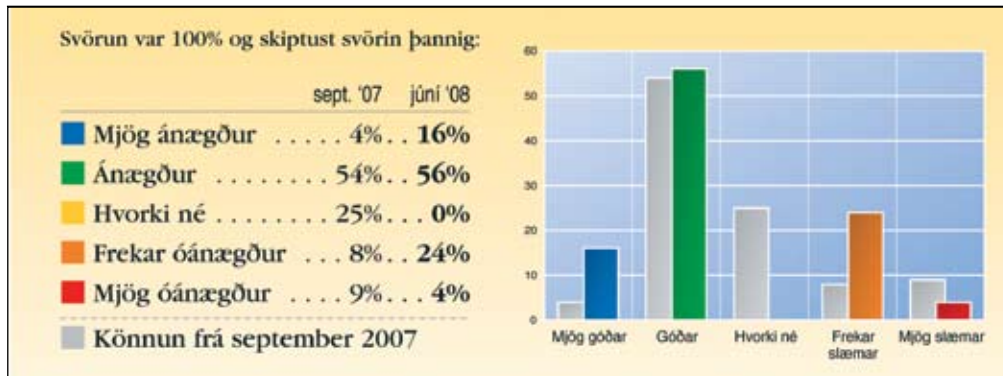 Svörun var 100% og skiptust svörin þannig:
sept. '07 júní '08
Mjög ánægður ..... 4%.. 16%
Ánægður ........ 54%.. 56%
Hvorki né ........ 25%... 0%
Frekar óánægður ... 8%.. 24%
Mjög óánægður .... 9%... 4%
Könnun frá september 2007
60
50
40
30
20
10
0
Mjög góðar Góðar Hvorki né Frekar slæmar Mjög slæmar